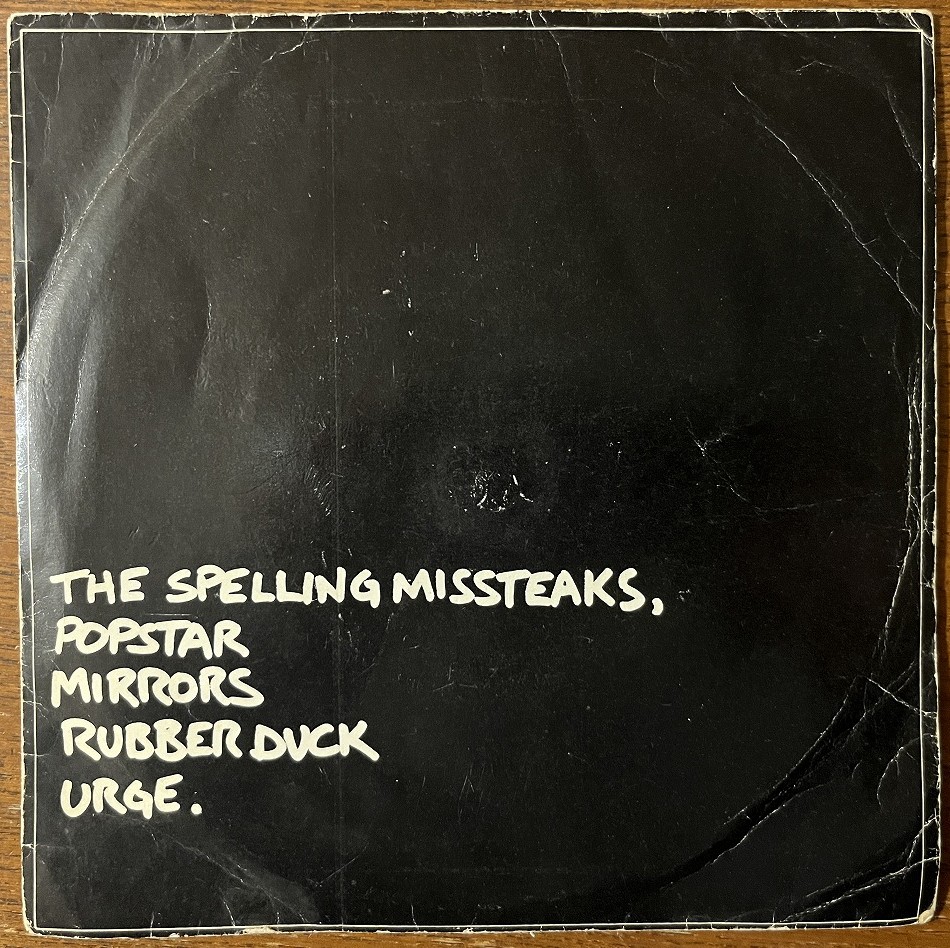 THE SPELLING MISSTEAKS,
POPSTAR
MIRRORS
RUBBER DUCK
URGE.